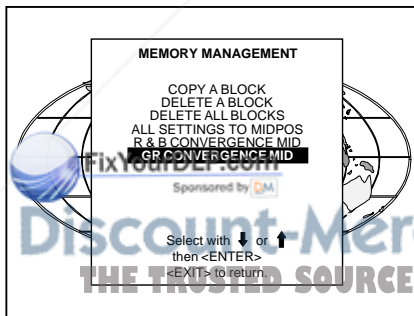 MEMORY MANAGEMENT
COPY A BLOCK
DELETE A BLOCK
DELETE ALL BLOCKS
ALL SETTINGS TO MIDPOS
R & B CONVERGENCE MID
GR CONVERGENCE MID
FixYourDLP.com
Sponsored by DM
Select with ↓ or ↑
then <ENTER>
<EXIT> to return.
Discount-Mer
THE TRUSTED SOURCE